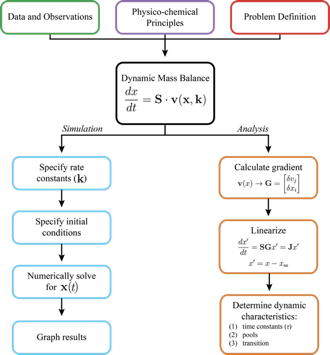 Data and Observations
Physico-chemical
Principles
Problem Definition
Dynamic Mass Balance
dx/dt = S · v(x, k)
Simulation
Analysis
Specify rate
constants (k)
Specify initial
conditions
Numerically solve
for x(t)
Graph results
Calculate gradient
v(x) → G = [δv_j/δx_i]
Linearize
dx'/dt = SGx' = Jx'
x' = x − x_ss
Determine dynamic
characteristics:
(1) time constants (τ)
(2) pools
(3) transition